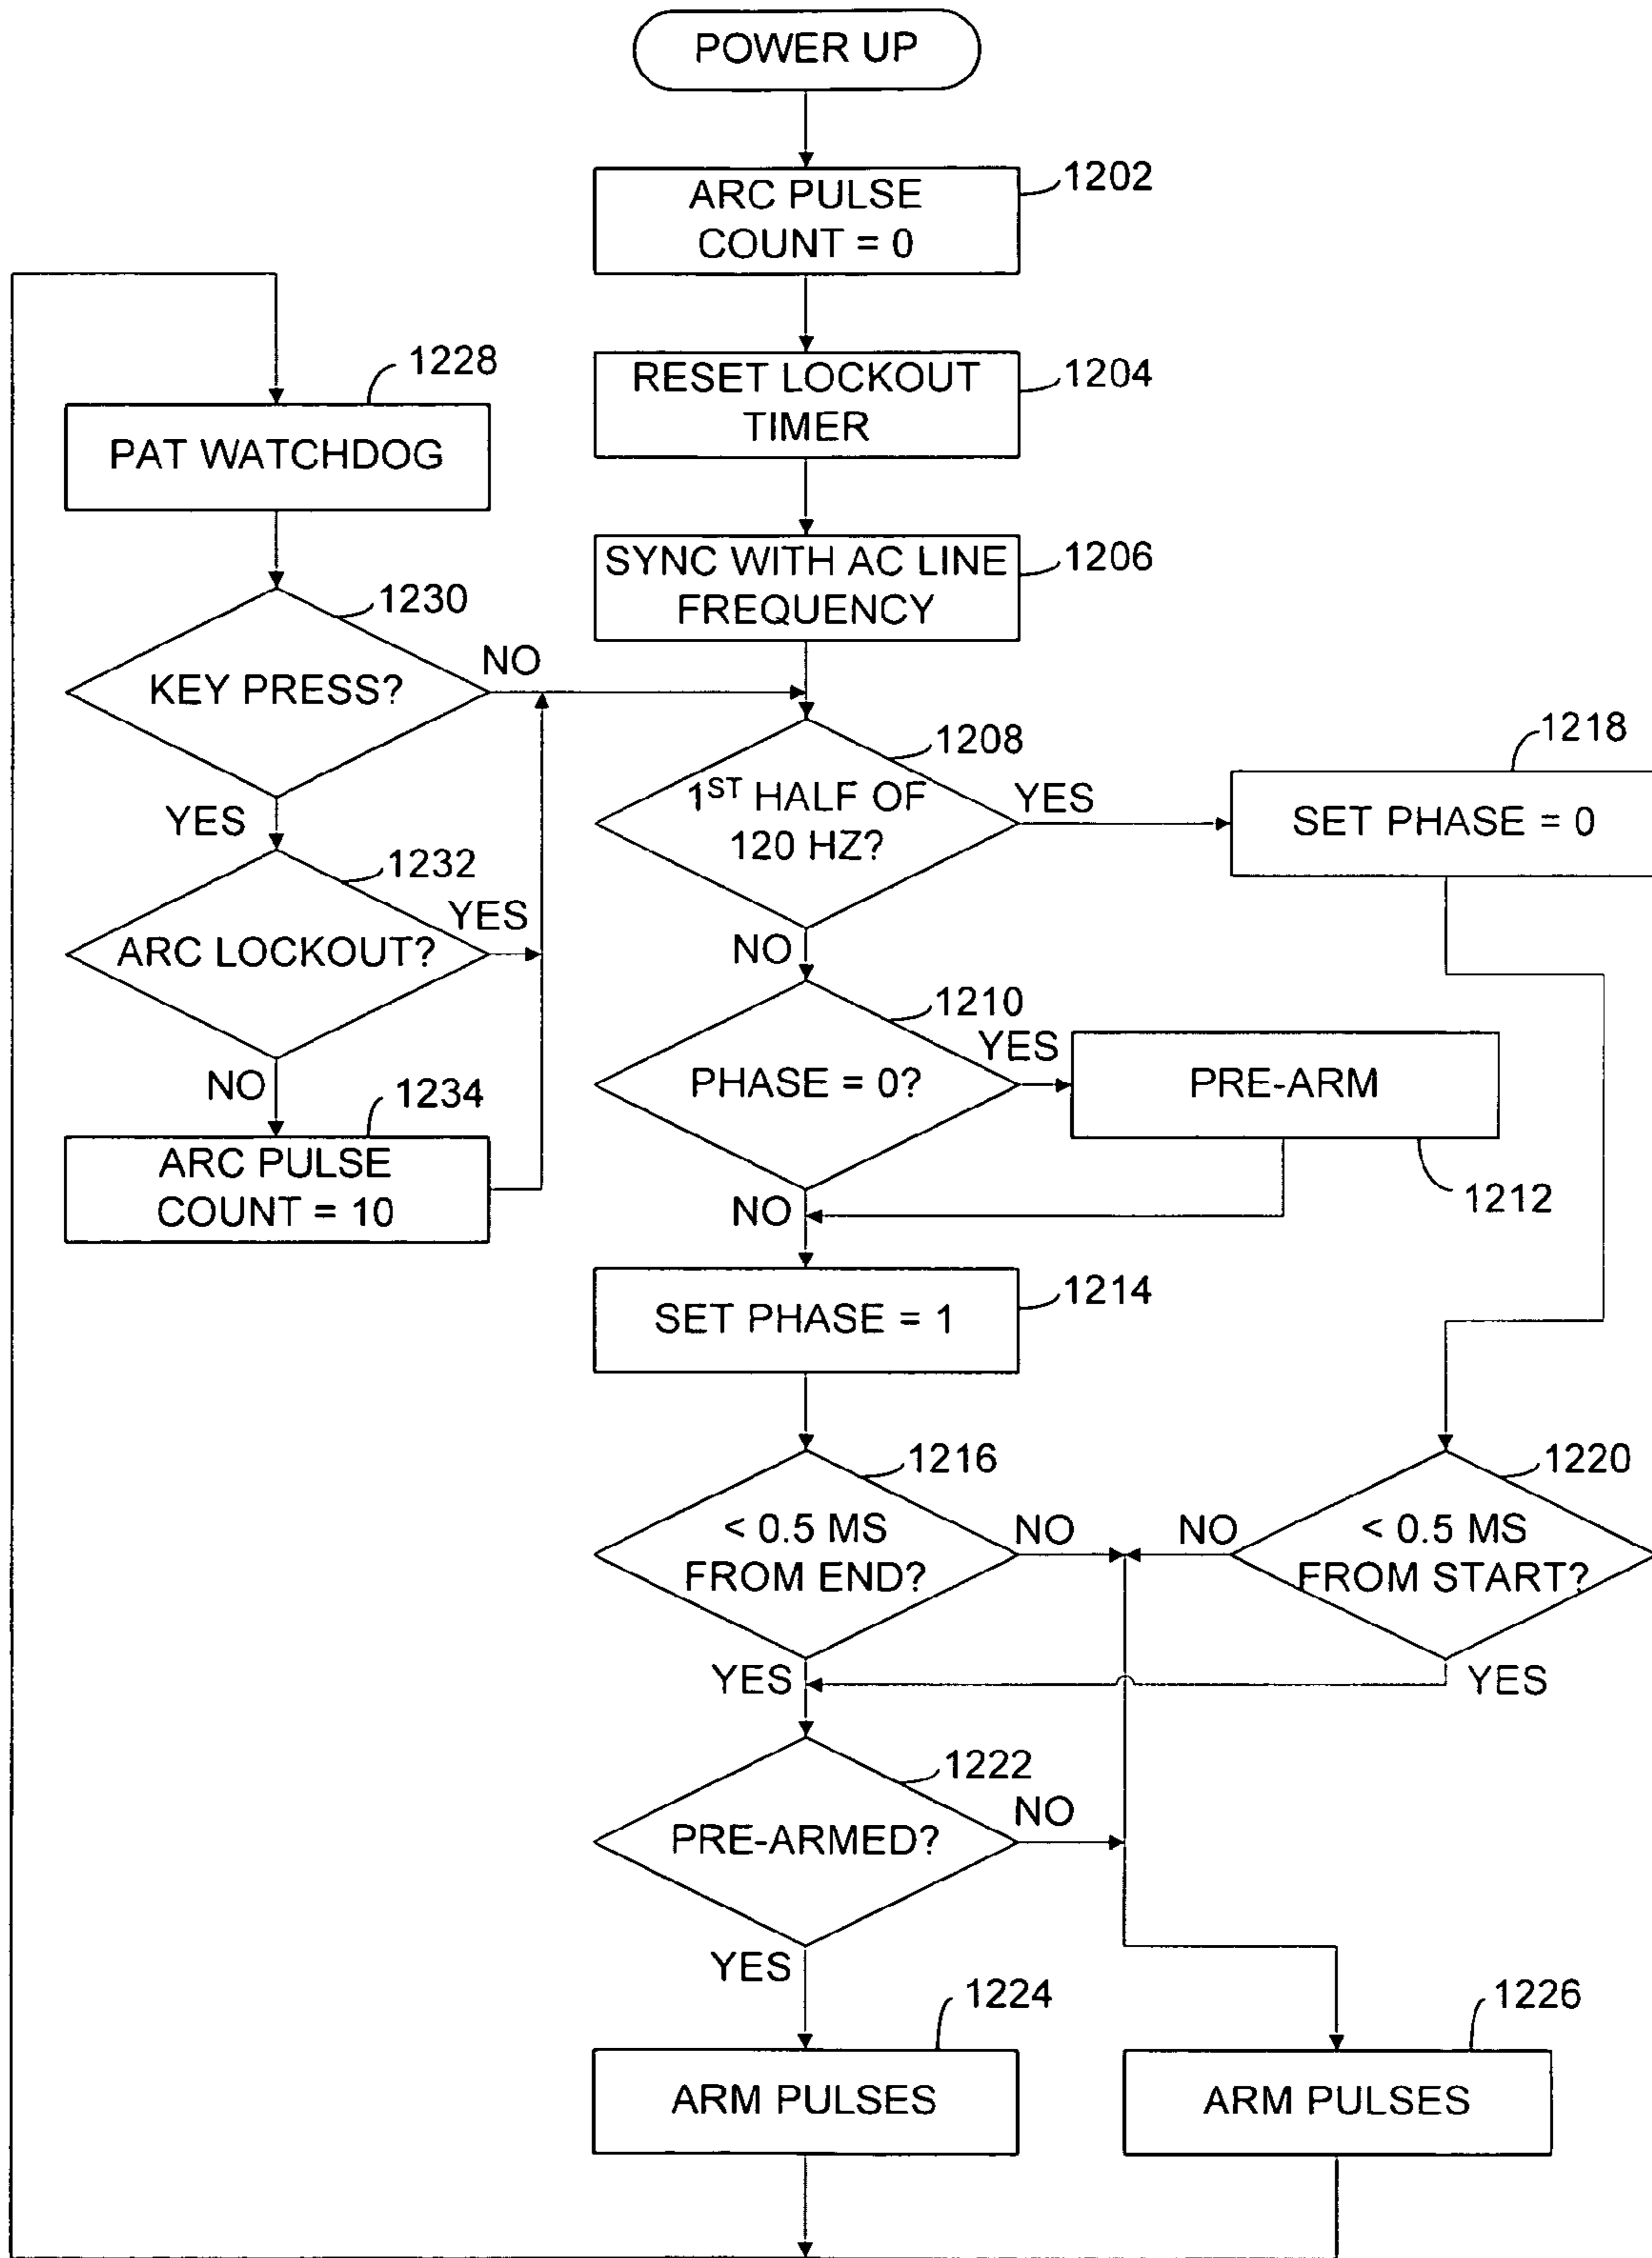 POWER UP
ARC PULSE
COUNT = 0
1202
RESET LOCKOUT
TIMER
1204
SYNC WITH AC LINE
FREQUENCY
1206
1228
PAT WATCHDOG
1230
KEY PRESS?
NO
YES
1232
ARC LOCKOUT?
YES
NO
1234
ARC PULSE
COUNT = 10
1208
1ST HALF OF
120 HZ?
YES
NO
1218
SET PHASE = 0
1210
PHASE = 0?
YES
NO
PRE-ARM
1212
1214
SET PHASE = 1
1216
< 0.5 MS
FROM END?
NO
YES
1220
< 0.5 MS
FROM START?
NO
YES
1222
PRE-ARMED?
NO
YES
1224
ARM PULSES
1226
ARM PULSES